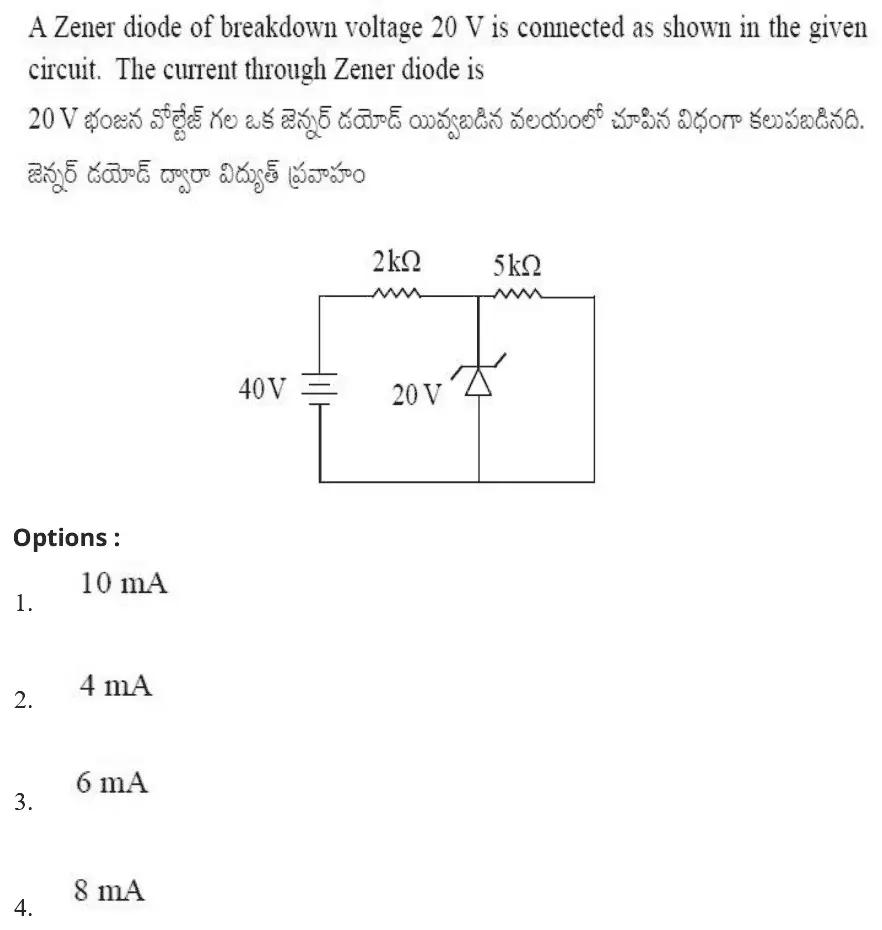 A Zener diode of breakdown voltage 20 V is connected as shown in the given
circuit. The current through Zener diode is
20 V భంజన వోల్టేజ్ గల ఒక జెన్నర్ డయోడ్ యివ్వబడిన వలయంలో చూపిన విధంగా కలుపబడినది.
జెన్నర్ డయోడ్ ద్వారా విద్యుత్ ప్రవాహం
2kΩ 5kΩ
40V 20 V
Options :
1. 10 mA
2. 4 mA
3. 6 mA
4. 8 mA